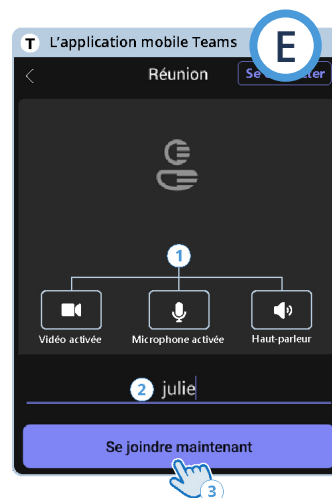 T L'application mobile Teams
E
Réunion
1
Vidéo activée Microphone activée Haut-parleur
2 julie
Se joindre maintenant
3